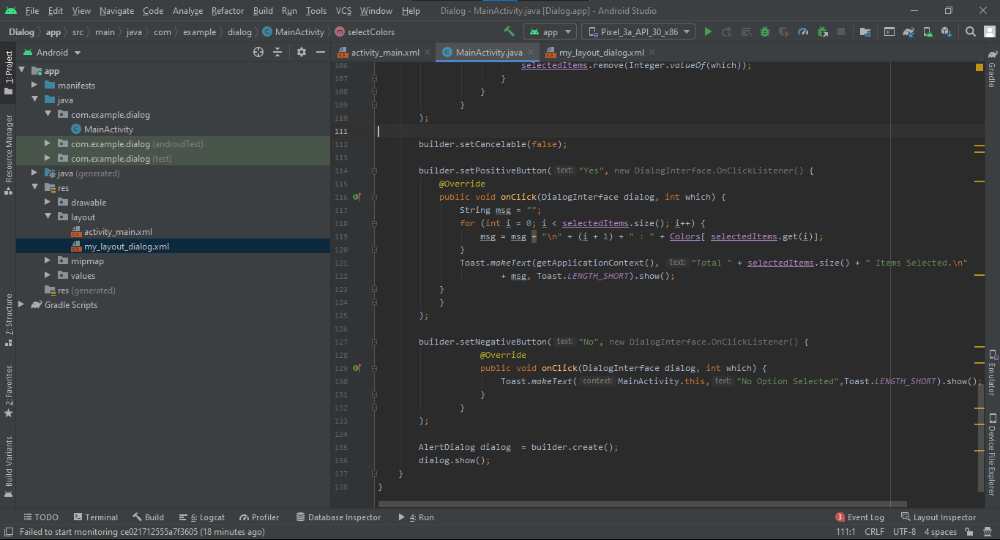 File Edit View Navigate Code Analyze Refactor Build Run Tools VCS Window Help Dialog - MainActivity.java [Dialog.app] - Android Studio
Dialog app src main java com example dialog MainActivity selectColors app Pixel_3a_API_30_x86
Android
activity_main.xml MainActivity.java my_layout_dialog.xml
1: Project
Resource Manager
7: Structure
2: Favorites
Build Variants
app
manifests
java
com.example.dialog
MainActivity
com.example.dialog (androidTest)
com.example.dialog (test)
java (generated)
res
drawable
layout
activity_main.xml
my_layout_dialog.xml
mipmap
values
res (generated)
Gradle Scripts
106 selectedItems.remove(Integer.valueOf(which));
107 }
108 }
109 }
110 );
111
112 builder.setCancelable(false);
113
114 builder.setPositiveButton( text: "Yes", new DialogInterface.OnClickListener() {
115 @Override
116 public void onClick(DialogInterface dialog, int which) {
117 String msg = "";
118 for (int i = 0; i < selectedItems.size(); i++) {
119 msg = msg + "\n" + (i + 1) + " : " + Colors[ selectedItems.get(i)];
120 }
121 Toast.makeText(getApplicationContext(), text: "Total " + selectedItems.size() + " Items Selected.\n"
122 + msg, Toast.LENGTH_SHORT).show();
123 }
124 }
125 );
126
127 builder.setNegativeButton( text: "No", new DialogInterface.OnClickListener() {
128 @Override
129 public void onClick(DialogInterface dialog, int which) {
130 Toast.makeText( context: MainActivity.this, text: "No Option Selected",Toast.LENGTH_SHORT).show();
131 }
132 }
133 );
134
135 AlertDialog dialog = builder.create();
136 dialog.show();
137 }
138 }
Gradle
Emulator
Device File Explorer
TODO Terminal Build 6: Logcat Profiler Database Inspector 4: Run 3 Event Log Layout Inspector
Failed to start monitoring ce021712555a7f3605 (18 minutes ago) 111:1 CRLF UTF-8 4 spaces